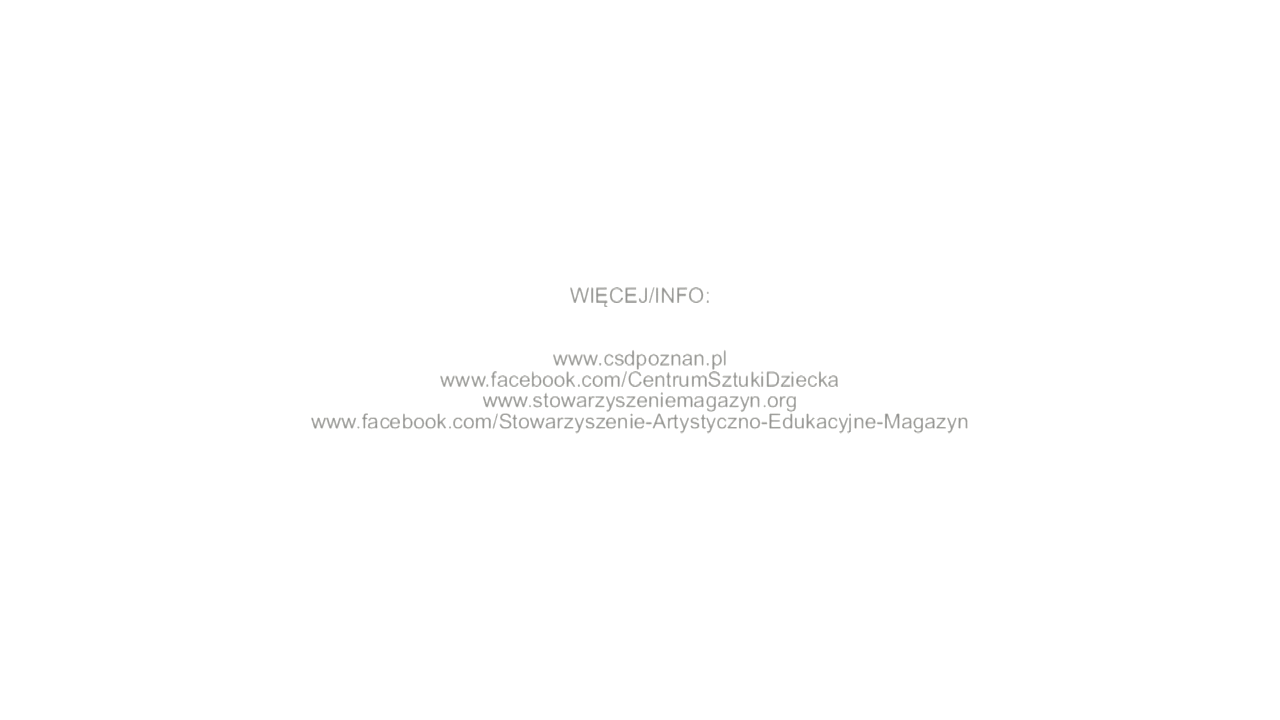 WIĘCEJ/INFO:
www.csdpoznan.pl
www.facebook.com/CentrumSztukiDziecka
www.stowarzyszeniemagazyn.org
www.facebook.com/Stowarzyszenie-Artystyczno-Edukacyjne-Magazyn